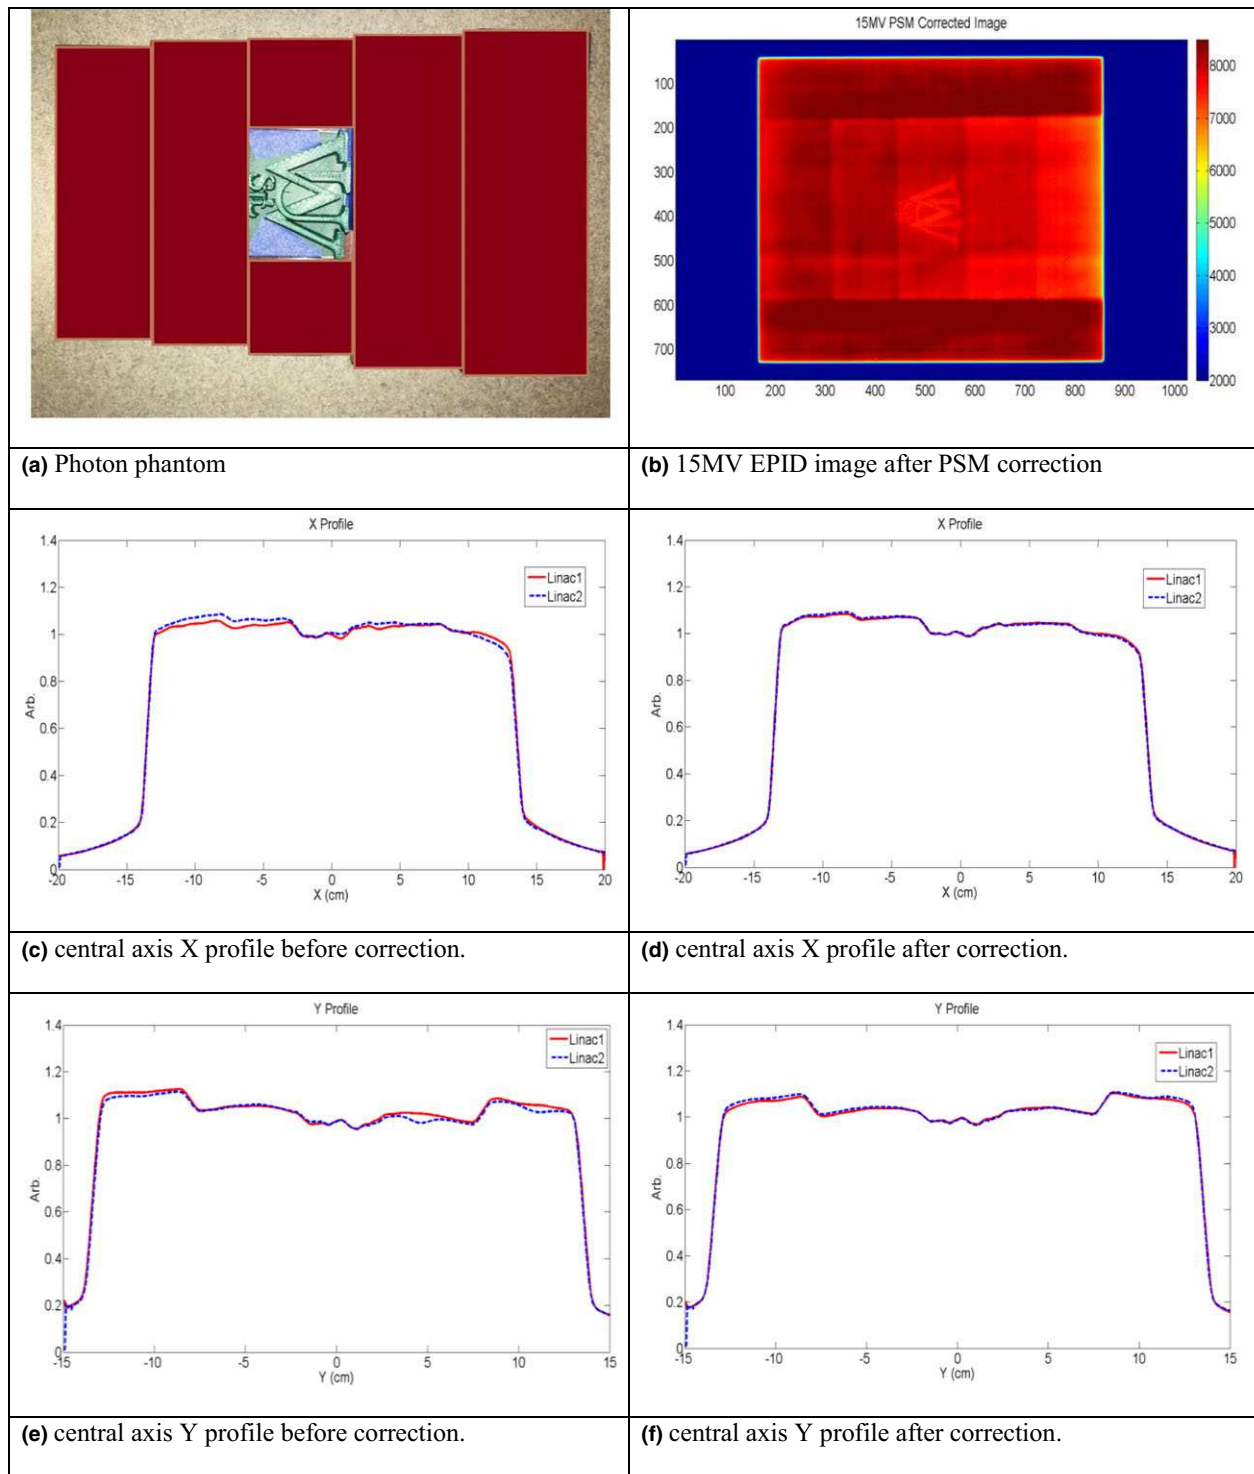 15MV PSM Corrected Image
100
200
300
400
500
600
700
100 200 300 400 500 600 700 800 900 1000
8000
7000
6000
5000
4000
3000
2000
(a) Photon phantom
(b) 15MV EPID image after PSM correction
X Profile
1.4
1.2
1
0.8
0.6
0.4
0.2
0
Arb.
Linac1
Linac2
-20 -15 -10 -5 0 5 10 15 20
X (cm)
X Profile
1.4
1.2
1
0.8
0.6
0.4
0.2
0
Arb.
Linac1
Linac2
-20 -15 -10 -5 0 5 10 15 20
X (cm)
(c) central axis X profile before correction.
(d) central axis X profile after correction.
Y Profile
1.4
1.2
1
0.8
0.6
0.4
0.2
0
Arb.
Linac1
Linac2
-15 -10 -5 0 5 10 15
Y (cm)
Y Profile
1.4
1.2
1
0.8
0.6
0.4
0.2
0
Arb.
Linac1
Linac2
-15 -10 -5 0 5 10 15
Y (cm)
(e) central axis Y profile before correction.
(f) central axis Y profile after correction.